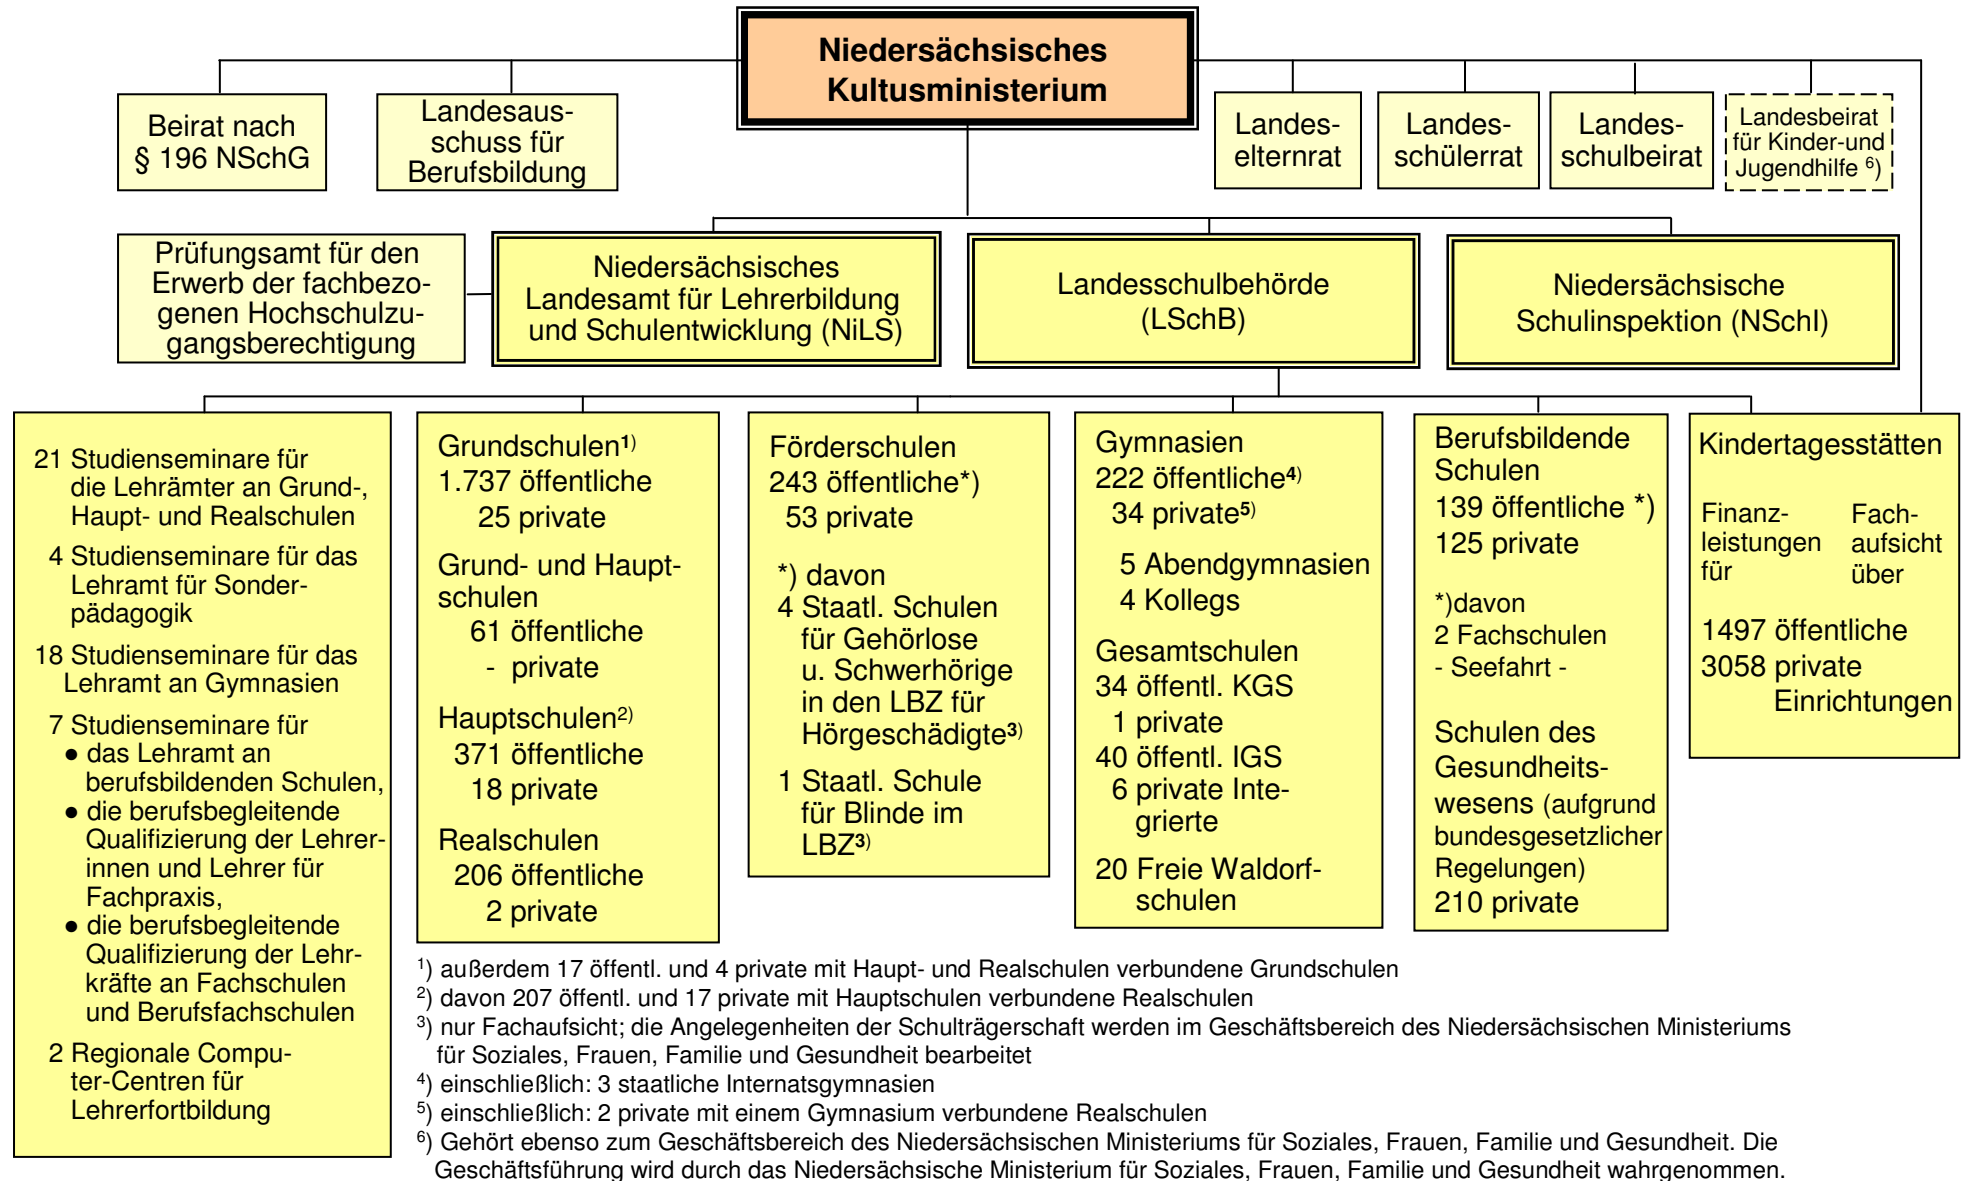 Niedersächsisches
Kultusministerium
Beirat nach
§ 196 NSchG
Landesaus-
schuss für
Berufsbildung
Landes-
elternrat
Landes-
schülerrat
Landes-
schulbeirat
Landesbeirat
für Kinder-und
Jugendhilfe ⁶)
Prüfungsamt für den
Erwerb der fachbezo-
genen Hochschulzu-
gangsberechtigung
Niedersächsisches
Landesamt für Lehrerbildung
und Schulentwicklung (NiLS)
Landesschulbehörde
(LSchB)
Niedersächsische
Schulinspektion (NSchI)
21 Studienseminare für
die Lehrämter an Grund-,
Haupt- und Realschulen
4 Studienseminare für das
Lehramt für Sonder-
pädagogik
18 Studienseminare für das
Lehramt an Gymnasien
7 Studienseminare für
● das Lehramt an
berufsbildenden Schulen,
● die berufsbegleitende
Qualifizierung der Lehrer-
innen und Lehrer für
Fachpraxis,
● die berufsbegleitende
Qualifizierung der Lehr-
kräfte an Fachschulen
und Berufsfachschulen
2 Regionale Compu-
ter-Centren für
Lehrerfortbildung
Grundschulen¹)
1.737 öffentliche
25 private
Grund- und Haupt-
schulen
61 öffentliche
- private
Hauptschulen²)
371 öffentliche
18 private
Realschulen
206 öffentliche
2 private
Förderschulen
243 öffentliche*)
53 private
*) davon
4 Staatl. Schulen
für Gehörlose
u. Schwerhörige
in den LBZ für
Hörgeschädigte³)
1 Staatl. Schule
für Blinde im
LBZ³)
Gymnasien
222 öffentliche⁴)
34 private⁵)
5 Abendgymnasien
4 Kollegs
Gesamtschulen
34 öffentl. KGS
1 private
40 öffentl. IGS
6 private Inte-
grierte
20 Freie Waldorf-
schulen
Berufsbildende
Schulen
139 öffentliche *)
125 private
*)davon
2 Fachschulen
- Seefahrt -
Schulen des
Gesundheits-
wesens (aufgrund
bundesgesetzlicher
Regelungen)
210 private
Kindertagesstätten
Finanz-
leistungen
für
Fach-
aufsicht
über
1497 öffentliche
3058 private
Einrichtungen
¹) außerdem 17 öffentl. und 4 private mit Haupt- und Realschulen verbundene Grundschulen
²) davon 207 öffentl. und 17 private mit Hauptschulen verbundene Realschulen
³) nur Fachaufsicht; die Angelegenheiten der Schulträgerschaft werden im Geschäftsbereich des Niedersächsischen Ministeriums
für Soziales, Frauen, Familie und Gesundheit bearbeitet
⁴) einschließlich: 3 staatliche Internatsgymnasien
⁵) einschließlich: 2 private mit einem Gymnasium verbundene Realschulen
⁶) Gehört ebenso zum Geschäftsbereich des Niedersächsischen Ministeriums für Soziales, Frauen, Familie und Gesundheit. Die
Geschäftsführung wird durch das Niedersächsische Ministerium für Soziales, Frauen, Familie und Gesundheit wahrgenommen.